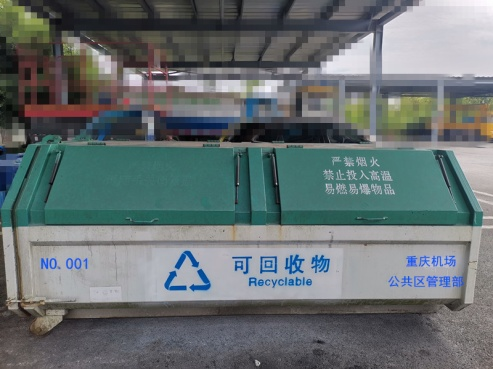 严禁烟火
禁止投入高温
易燃易爆物品
NO.001
可回收物
Recyclable
重庆机场
公共区管理部